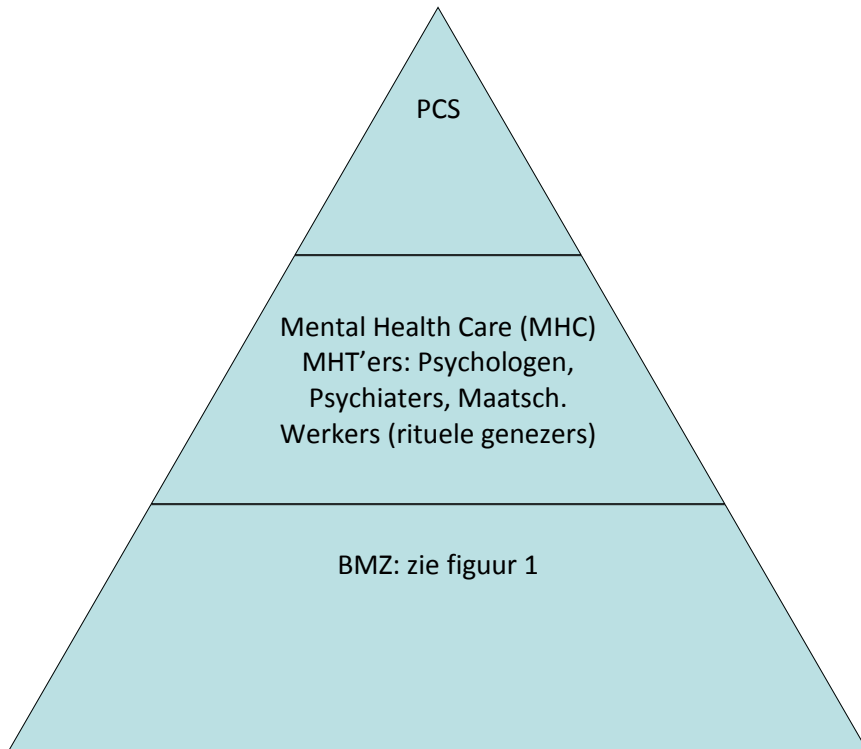 PCS
Mental Health Care (MHC)
MHT’ers: Psychologen,
Psychiaters, Maatsch.
Werkers (rituele genezers)
BMZ: zie figuur 1